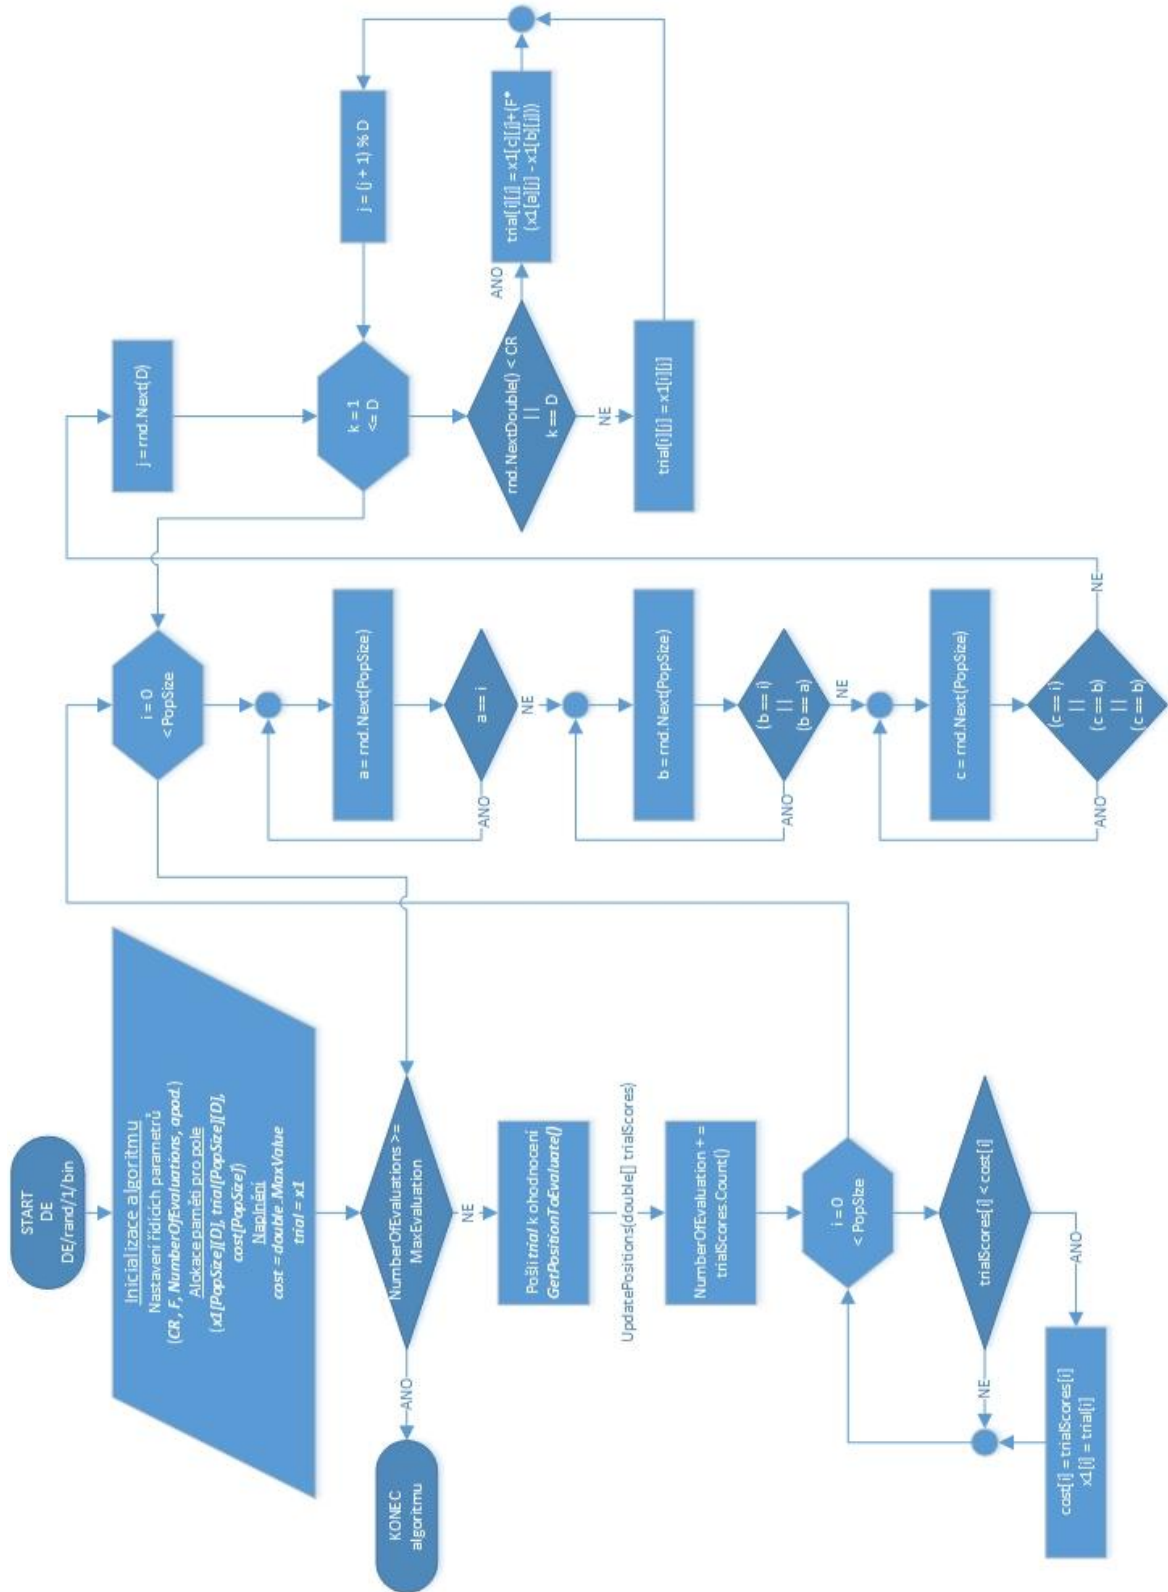 START
DE
DE/rand/1/bin
Inicializace algoritmu
Nastavení řídících parametrů
(CR , F, NumberOfEvaluations, apod.)
Alokace paměti pro pole
(x1[PopSize][D], trial[PopSize][D],
cost[PopSize])
Naplnění
cost = double.MaxValue
trial = x1
NumberOfEvaluations >=
MaxEvaluation
ANO
KONEC
algoritmu
NE
Pošli trial k ohodnocení
GetPositionToEvaluate()
UpdatePositions(double[] trialScores)
NumberOfEvaluation + =
trialScores.Count()
i = 0
< PopSIze
trialScores[i] < cost[i]
NE
ANO
cost[i] = trialScores[i]
x1[i] = trial[i]
i = 0
< PopSize
a = rnd.Next(PopSize)
a == i
ANO
NE
b = rnd.Next(PopSize)
(b == i)
||
(b == a)
ANO
NE
c = rnd.Next(PopSize)
(c == i)
||
(c == b)
||
(c == b)
ANO
NE
j = rnd.Next(D)
k = 1
<= D
j = (j + 1) % D
rnd.NextDouble() < CR
||
k == D
ANO
trial[i][j] = x1[c][j]+(F*
(x1[a][j] - x1[b][j]))
NE
trial[i][j] = x1[i][j]